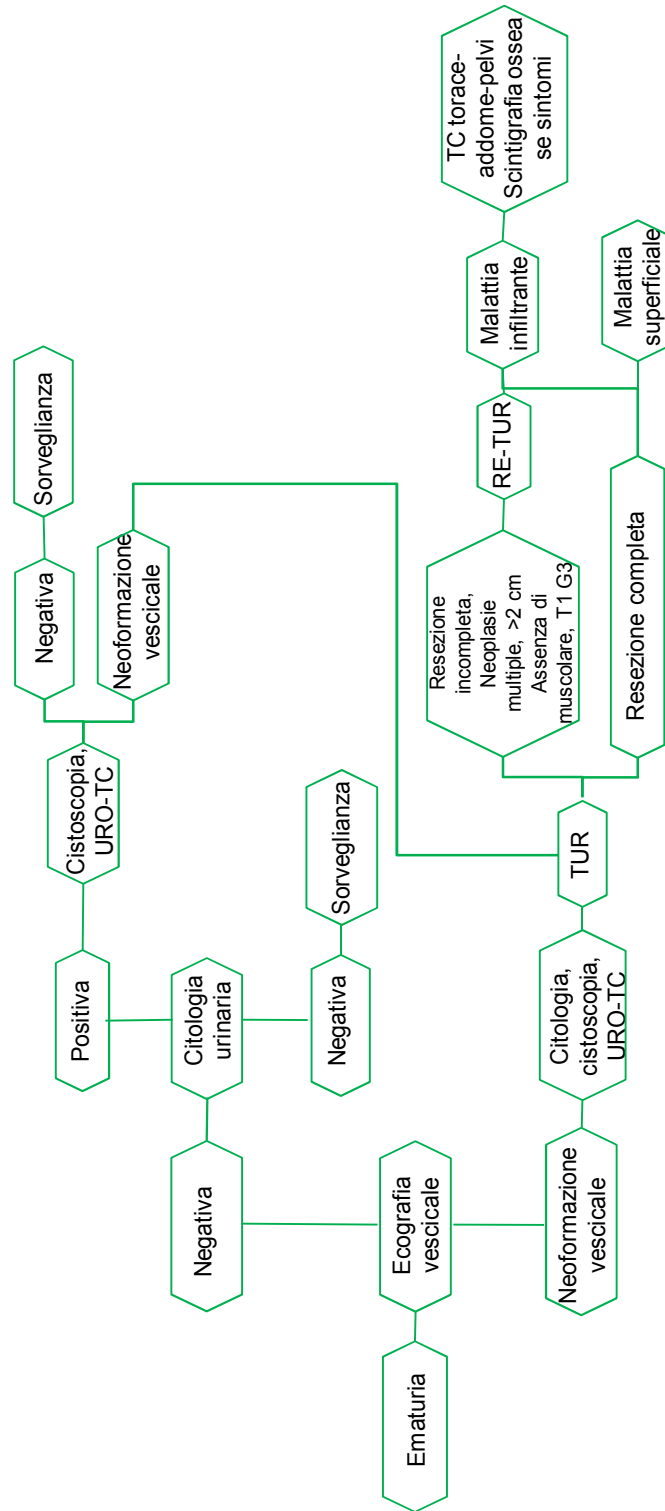 Ematuria
Ecografia
vescicale
Negativa
Citologia
urinaria
Positiva
Cistoscopia,
URO-TC
Negativa
Sorveglianza
Neoformazione
vescicale
Negativa
Sorveglianza
Neoformazione
vescicale
Citologia,
cistoscopia,
URO-TC
TUR
Resezione
incompleta,
Neoplasie
multiple, >2 cm
Assenza di
muscolare, T1 G3
RE-TUR
Malattia
infiltrante
TC torace-
addome-pelvi
Scintigrafia ossea
se sintomi
Resezione completa
Malattia
superficiale